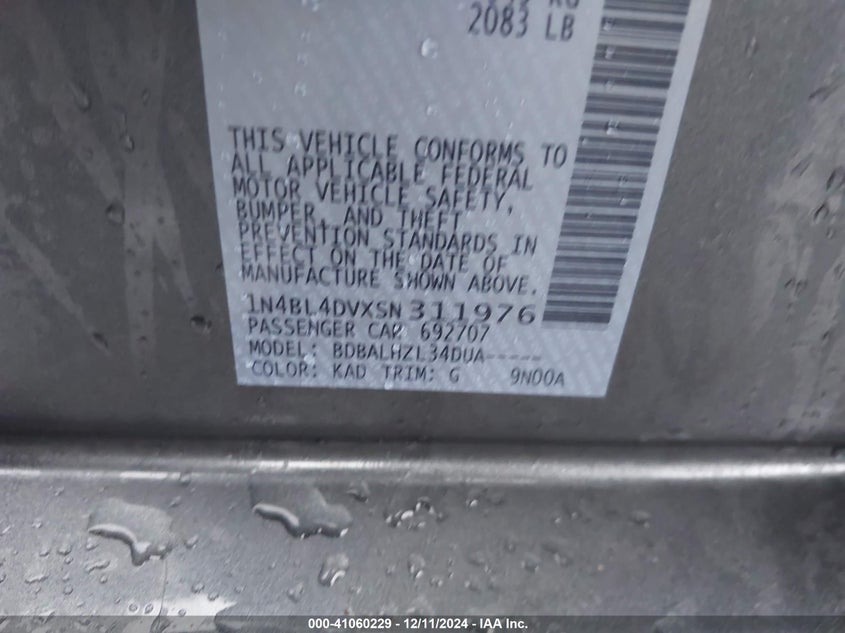 2083 LB
THIS VEHICLE CONFORMS TO
ALL APPLICABLE FEDERAL
MOTOR VEHICLE SAFETY,
BUMPER, AND THEFT
PREVENTION STANDARDS IN
EFFECT ON THE DATE OF
MANUFACTURE SHOWN ABOVE.
1N4BL4DVXSN311976
PASSENGER CAR 692707
MODEL: BDBALHZL34DUA-----
COLOR: KAD TRIM: G 9N00A
000-41060229 - 12/11/2024 - IAA Inc.